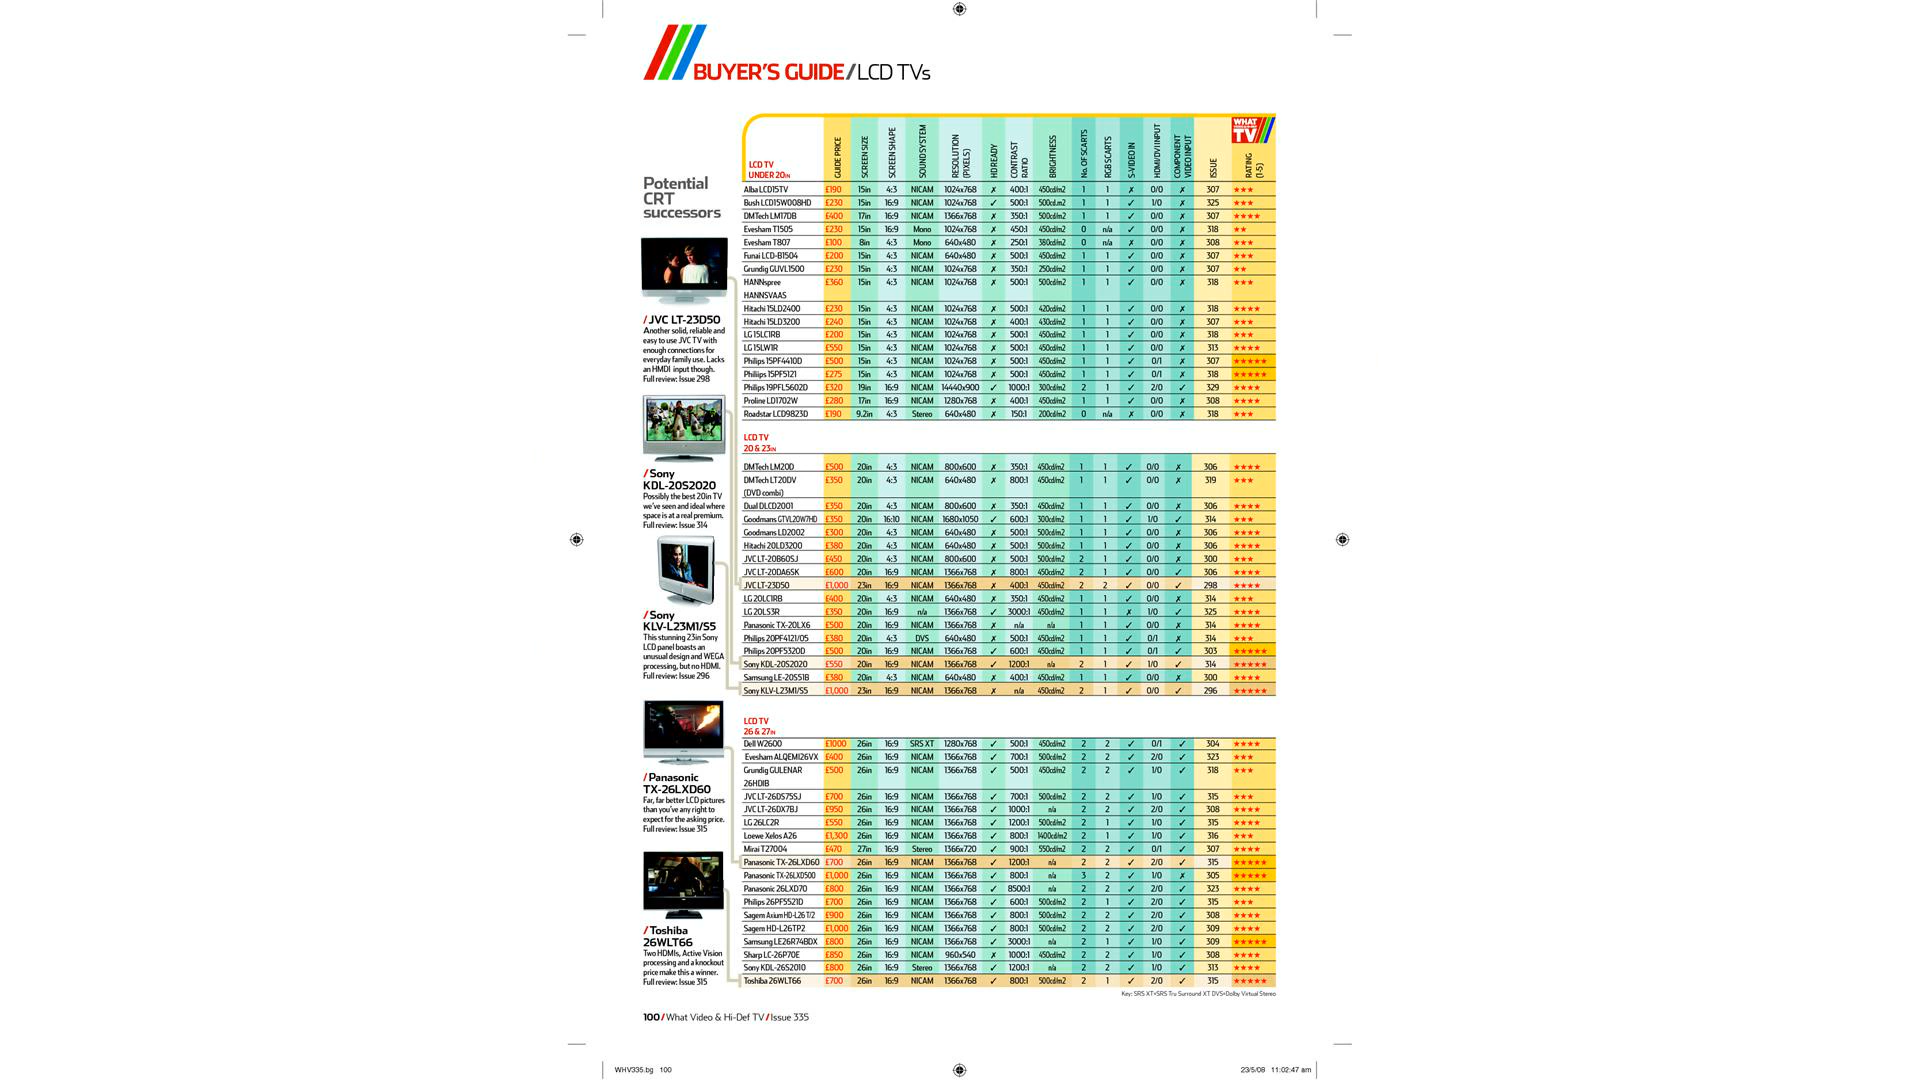 BUYER'S GUIDE/LCD TVs
Potential
CRT
successors
/JVC LT-23D50
Another solid, reliable and
easy to use JVC TV with
enough connections for
everyday family use. Lacks
an HMDI input though.
Full review: Issue 298
/Sony
KDL-20S2020
Possibly the best 20in TV
we've seen and ideal where
space is at a real premium.
Full review: Issue 314
/Sony
KLV-L23M1/S5
This stunning 23in Sony
LCD panel boasts an
unusual design and WEGA
processing, but no HDMI.
Full review: Issue 296
/Panasonic
TX-26LXD60
Far, far better LCD pictures
than you've any right to
expect for the asking price.
Full review: Issue 315
/Toshiba
26WLT66
Two HDMIs, Active Vision
processing and a knockout
price make this a winner.
Full review: Issue 315
LCD TV UNDER 20IN GUIDE PRICE SCREEN SIZE SCREEN SHAPE SOUND SYSTEM RESOLUTION (PIXELS) HD READY CONTRAST RATIO BRIGHTNESS No. OF SCARTS RGB SCARTS S-VIDEO IN HDMI/DVI INPUT COMPONENT VIDEO INPUT ISSUE WHAT TV RATING (1-5)
Alba LCD15TV £190 15in 4:3 NICAM 1024x768 ✗ 400:1 450cd/m2 1 1 ✗ 0/0 ✗ 307 ★★★
Bush LCD15W008HD £230 15in 16:9 NICAM 1024x768 ✓ 500:1 500cd.m2 1 1 ✓ 1/0 ✗ 325 ★★★
DMTech LM17DB £400 17in 16:9 NICAM 1366x768 ✗ 350:1 500cd/m2 1 1 ✓ 0/0 ✗ 307 ★★★★
Evesham T1505 £230 15in 16:9 Mono 1024x768 ✗ 450:1 450cd/m2 0 n/a ✓ 0/0 ✗ 318 ★★
Evesham T807 £100 8in 4:3 Mono 640x480 ✗ 250:1 380cd/m2 0 n/a ✗ 0/0 ✗ 308 ★★★
Funai LCD-B1504 £200 15in 4:3 NICAM 640x480 ✗ 500:1 450cd/m2 1 1 ✓ 0/0 ✗ 307 ★★★
Grundig GUVL1500 £230 15in 4:3 NICAM 1024x768 ✗ 350:1 250cd/m2 1 1 ✓ 0/0 ✗ 307 ★★
HANNspree £360 15in 4:3 NICAM 1024x768 ✗ 500:1 500cd/m2 1 1 ✓ 0/0 ✗ 318 ★★★
HANNSVAAS
Hitachi 15LD2400 £230 15in 4:3 NICAM 1024x768 ✗ 500:1 420cd/m2 1 1 ✓ 0/0 ✗ 318 ★★★★
Hitachi 15LD3200 £240 15in 4:3 NICAM 1024x768 ✗ 400:1 430cd/m2 1 1 ✓ 0/0 ✗ 307 ★★★
LG 15LC1RB £200 15in 4:3 NICAM 1024x768 ✗ 500:1 450cd/m2 1 1 ✓ 0/0 ✗ 318 ★★★
LG 15LW1R £550 15in 4:3 NICAM 1024x768 ✗ 500:1 450cd/m2 1 1 ✓ 0/0 ✗ 313 ★★★★
Philips 15PF4410D £500 15in 4:3 NICAM 1024x768 ✗ 500:1 450cd/m2 1 1 ✓ 0/1 ✗ 307 ★★★★★
Philiips 15PF5121 £275 15in 4:3 NICAM 1024x768 ✗ 500:1 450cd/m2 1 1 ✓ 0/1 ✗ 318 ★★★★★
Philips 19PFL5602D £320 19in 16:9 NICAM 14440x900 ✓ 1000:1 300cd/m2 2 1 ✓ 2/0 ✓ 329 ★★★★
Proline LD1702W £280 17in 16:9 NICAM 1280x768 ✗ 400:1 450cd/m2 1 1 ✓ 0/0 ✗ 308 ★★★★
Roadstar LCD9823D £190 9.2in 4:3 Stereo 640x480 ✗ 150:1 200cd/m2 0 n/a ✗ 0/0 ✗ 318 ★★★
LCD TV
20 & 23IN
DMTech LM20D £500 20in 4:3 NICAM 800x600 ✗ 350:1 450cd/m2 1 1 ✓ 0/0 ✗ 306 ★★★★
DMTech LT20DV £350 20in 4:3 NICAM 640x480 ✗ 800:1 450cd/m2 1 1 ✓ 0/0 ✗ 319 ★★★
(DVD combi)
Dual DLCD2001 £350 20in 4:3 NICAM 800x600 ✗ 350:1 450cd/m2 1 1 ✓ 0/0 ✗ 306 ★★★★
Goodmans GTVL20W7HD £350 20in 16:10 NICAM 1680x1050 ✓ 600:1 300cd/m2 1 1 ✓ 1/0 ✓ 314 ★★★
Goodmans LD2002 £300 20in 4:3 NICAM 640x480 ✗ 500:1 500cd/m2 1 1 ✓ 0/0 ✗ 306 ★★★★
Hitachi 20LD3200 £380 20in 4:3 NICAM 640x480 ✗ 500:1 500cd/m2 1 1 ✓ 0/0 ✗ 306 ★★★★
JVC LT-20B60SJ £450 20in 4:3 NICAM 800x600 ✗ 500:1 500cd/m2 2 1 ✓ 0/0 ✗ 300 ★★★
JVC LT-20DA6SK £600 20in 16:9 NICAM 1366x768 ✗ 800:1 450cd/m2 2 1 ✓ 0/0 ✓ 306 ★★★★
JVC LT-23D50 £1,000 23in 16:9 NICAM 1366x768 ✗ 400:1 450cd/m2 2 2 ✓ 0/0 ✓ 298 ★★★★
LG 20LC1RB £400 20in 4:3 NICAM 640x480 ✗ 350:1 450cd/m2 1 1 ✓ 0/0 ✗ 314 ★★★
LG 20LS3R £350 20in 16:9 n/a 1366x768 ✓ 3000:1 450cd/m2 1 1 ✗ 1/0 ✓ 325 ★★★★
Panasonic TX-20LX6 £500 20in 16:9 NICAM 1366x768 ✗ n/a n/a 1 1 ✓ 0/0 ✗ 314 ★★★★
Philips 20PF4121/05 £380 20in 4:3 DVS 640x480 ✗ 500:1 450cd/m2 1 1 ✓ 0/1 ✗ 314 ★★★
Philips 20PF5320D £500 20in 16:9 NICAM 1366x768 ✓ 600:1 450cd/m2 1 1 ✓ 0/1 ✓ 303 ★★★★★
Sony KDL-20S2020 £550 20in 16:9 NICAM 1366x768 ✓ 1200:1 n/a 2 1 ✓ 1/0 ✓ 314 ★★★★★
Samsung LE-20S51B £380 20in 4:3 NICAM 640x480 ✗ 400:1 450cd/m2 1 1 ✓ 0/0 ✗ 300 ★★★★
Sony KLV-L23M1/S5 £1,000 23in 16:9 NICAM 1366x768 ✗ n/a 450cd/m2 2 1 ✓ 0/0 ✓ 296 ★★★★★
LCD TV
26 & 27IN
Dell W2600 £1000 26in 16:9 SRS XT 1280x768 ✓ 500:1 450cd/m2 2 2 ✓ 0/1 ✓ 304 ★★★★
Evesham ALQEMI26VX £400 26in 16:9 NICAM 1366x768 ✓ 700:1 500cd/m2 2 2 ✓ 2/0 ✓ 323 ★★★
Grundig GULENAR £500 26in 16:9 NICAM 1366x768 ✓ 500:1 450cd/m2 2 2 ✓ 1/0 ✓ 318 ★★★
26HDIB
JVC LT-26DS75SJ £700 26in 16:9 NICAM 1366x768 ✓ 700:1 500cd/m2 2 2 ✓ 1/0 ✓ 315 ★★★
JVC LT-26DX7BJ £950 26in 16:9 NICAM 1366x768 ✓ 1000:1 n/a 2 2 ✓ 2/0 ✓ 308 ★★★★
LG 26LC2R £550 26in 16:9 NICAM 1366x768 ✓ 1200:1 500cd/m2 2 2 ✓ 1/0 ✓ 315 ★★★★
Loewe Xelos A26 £1,300 26in 16:9 NICAM 1366x768 ✓ 800:1 1400cd/m2 2 2 ✓ 1/0 ✓ 316 ★★★
Mirai T27004 £470 27in 16:9 Stereo 1366x720 ✓ 900:1 550cd/m2 2 2 ✓ 0/1 ✓ 307 ★★★★
Panasonic TX-26LXD60 £700 26in 16:9 NICAM 1366x768 ✓ 1200:1 n/a 2 2 ✓ 2/0 ✓ 315 ★★★★★
Panasonic TX-26LXD500 £1,000 26in 16:9 NICAM 1366x768 ✓ 800:1 n/a 3 2 ✓ 1/0 ✗ 305 ★★★★★
Panasonic 26LXD70 £800 26in 16:9 NICAM 1366x768 ✓ 8500:1 n/a 2 2 ✓ 2/0 ✓ 323 ★★★★
Philips 26PF5521D £700 26in 16:9 NICAM 1366x768 ✓ 600:1 500cd/m2 2 1 ✓ 2/0 ✓ 315 ★★★
Sagem Axium HD-L26 T/2 £900 26in 16:9 NICAM 1366x768 ✓ 800:1 500cd/m2 2 2 ✓ 2/0 ✓ 308 ★★★★
Sagem HD-L26TP2 £1,000 26in 16:9 NICAM 1366x768 ✓ 800:1 500cd/m2 2 2 ✓ 2/0 ✓ 309 ★★★★
Samsung LE26R74BDX £800 26in 16:9 NICAM 1366x768 ✓ 3000:1 n/a 2 1 ✓ 1/0 ✓ 309 ★★★★★
Sharp LC-26P70E £850 26in 16:9 NICAM 960x540 ✗ 1000:1 450cd/m2 2 2 ✓ 1/0 ✓ 308 ★★★★
Sony KDL-26S2010 £800 26in 16:9 Stereo 1366x768 ✓ 1200:1 n/a 2 2 ✓ 1/0 ✓ 313 ★★★★
Toshiba 26WLT66 £700 26in 16:9 NICAM 1366x768 ✓ 800:1 500cd/m2 2 1 ✓ 2/0 ✓ 315 ★★★★★
Key: SRS XT=SRS Tru Surround XT DVS=Dolby Virtual Stereo
100/What Video & Hi-Def TV/Issue 335
WHV335.bg 100 23/5/08 11:02:47 am